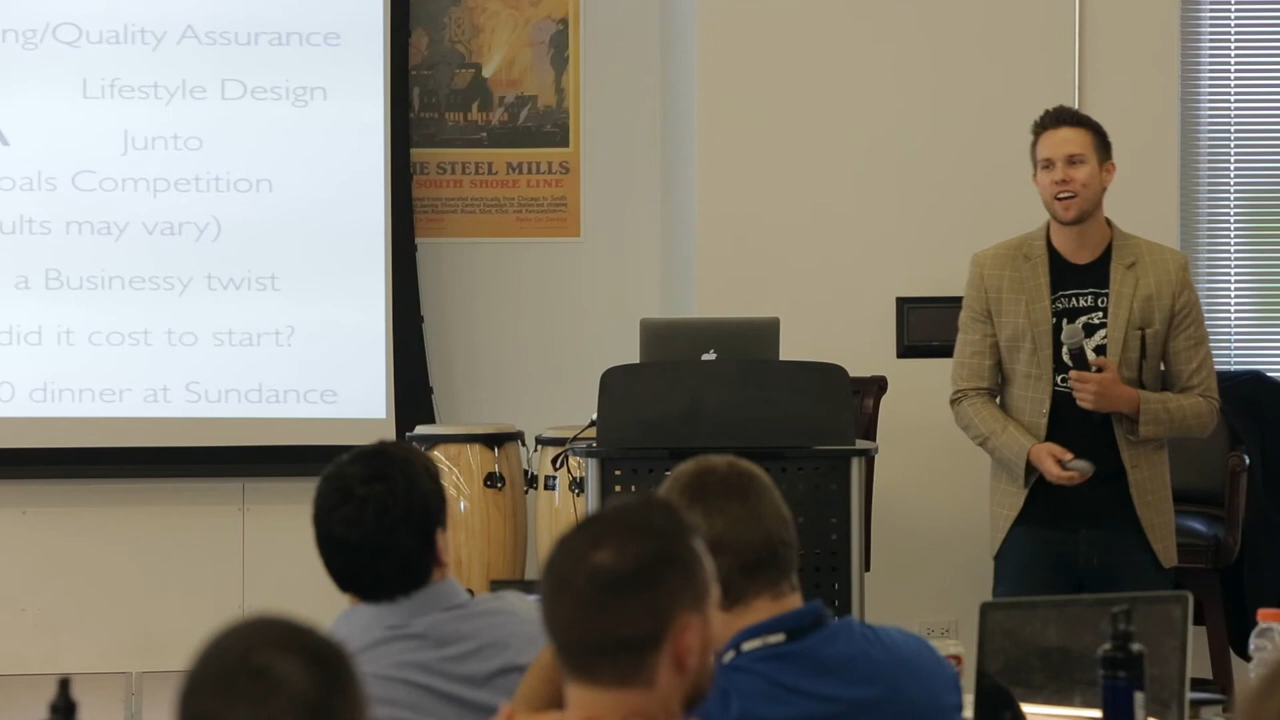 ng/Quality Assurance
Lifestyle Design
Junto
oals Competition
ults may vary)
a Businessy twist
did it cost to start?
0 dinner at Sundance
HE STEEL MILLS
SOUTH SHORE LINE
SNAKE O